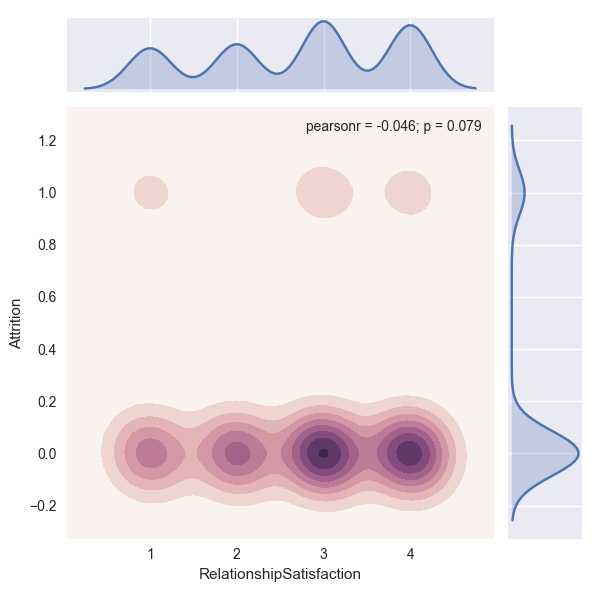 pearsonr = -0.046; p = 0.079
1.2
1.0
0.8
0.6
0.4
0.2
0.0
−0.2
Attrition
1 2 3 4
RelationshipSatisfaction